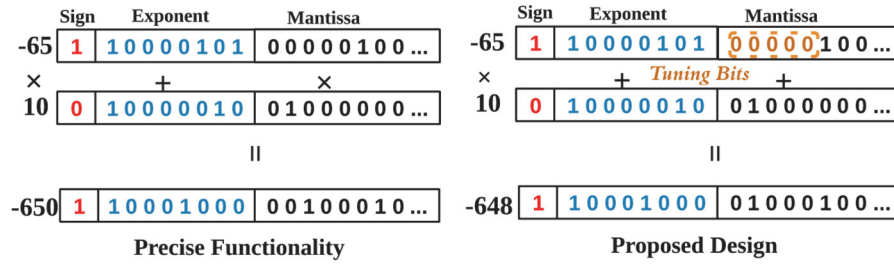 Sign Exponent Mantissa
-65 1 10000101 00000100...
× + ×
10 0 10000010 01000000...
=
-650 1 10001000 00100010...
Precise Functionality
Sign Exponent Mantissa
-65 1 10000101 00000100...
× + Tuning Bits +
10 0 10000010 01000000...
=
-648 1 10001000 01000100...
Proposed Design